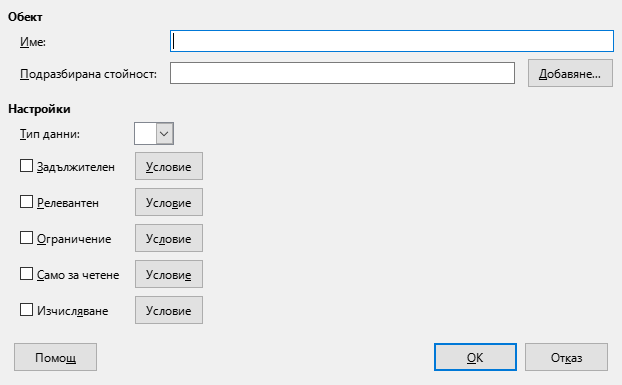 Обект
Име:
Подразбирана стойност:
Добавяне...
Настройки
Тип данни:
Задължителен Условие
Релевантен Условие
Ограничение Условие
Само за четене Условие
Изчисляване Условие
Помощ OK Отказ